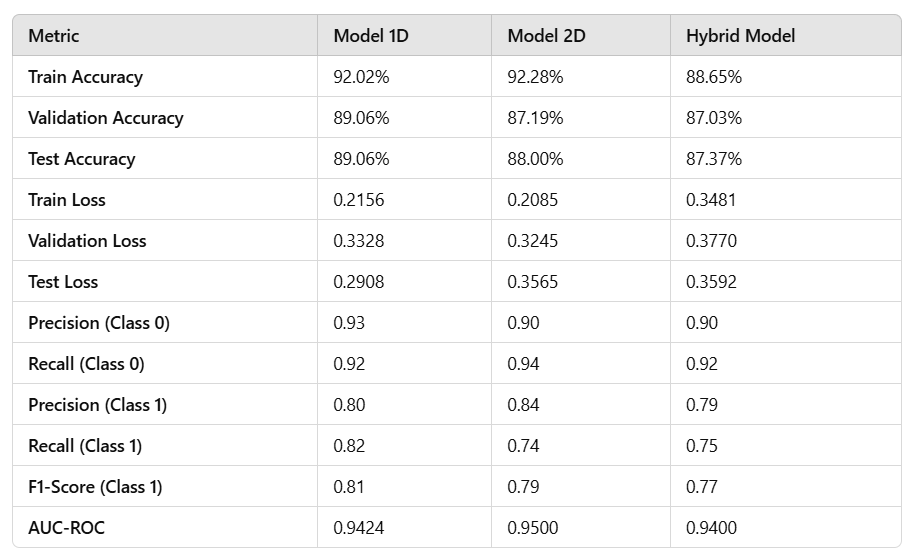 Metric Model 1D Model 2D Hybrid Model
Train Accuracy 92.02% 92.28% 88.65%
Validation Accuracy 89.06% 87.19% 87.03%
Test Accuracy 89.06% 88.00% 87.37%
Train Loss 0.2156 0.2085 0.3481
Validation Loss 0.3328 0.3245 0.3770
Test Loss 0.2908 0.3565 0.3592
Precision (Class 0) 0.93 0.90 0.90
Recall (Class 0) 0.92 0.94 0.92
Precision (Class 1) 0.80 0.84 0.79
Recall (Class 1) 0.82 0.74 0.75
F1-Score (Class 1) 0.81 0.79 0.77
AUC-ROC 0.9424 0.9500 0.9400